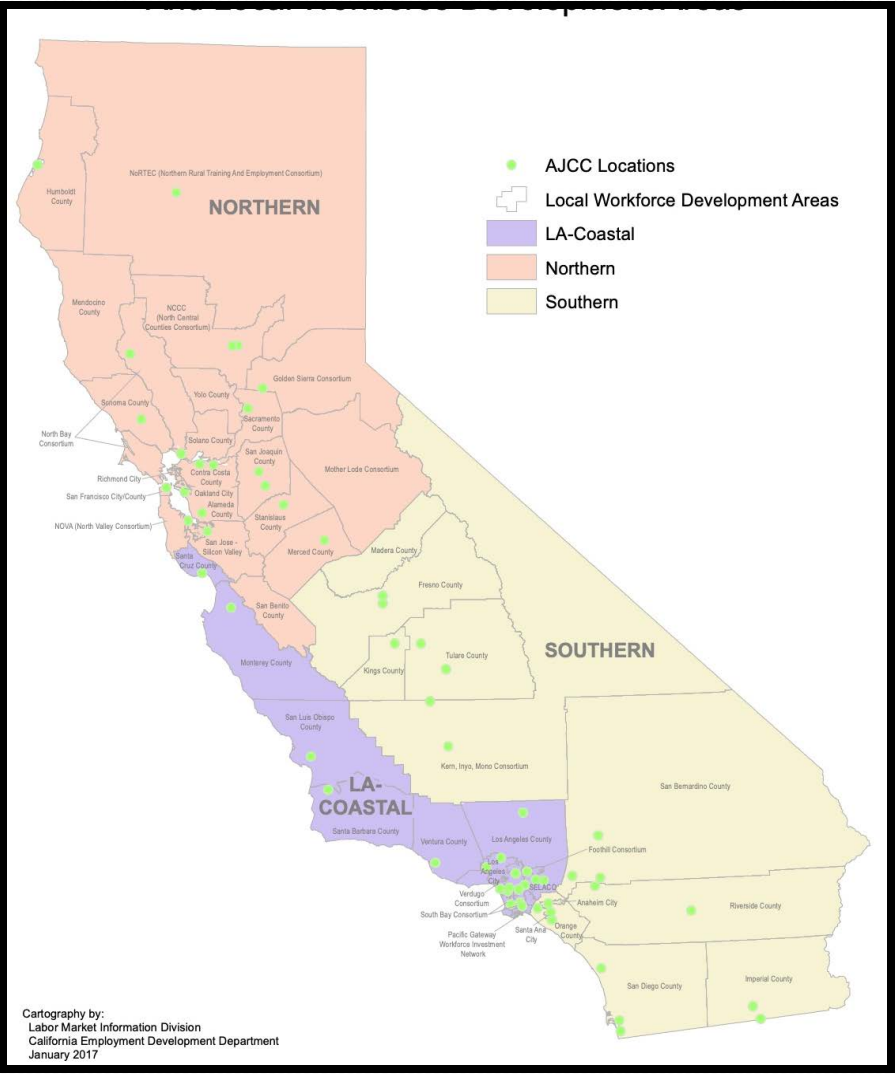 And Local Workforce Development Areas
AJCC Locations
Local Workforce Development Areas
LA-Coastal
Northern
Southern
NoRTEC (Northern Rural Training And Employment Consortium)
Humboldt
County
NORTHERN
Mendocino
County
NCCC
(North Central
Counties Consortium)
Golden Sierra Consortium
Yolo County
Sonoma County
Sacramento
County
North Bay
Consortium
Solano County
San Joaquin
County
Mother Lode Consortium
Contra Costa
County
Richmond City
Oakland City
San Francisco City/County
Alameda
County
Stanislaus
County
NOVA (North Valley Consortium)
San Jose -
Silicon Valley
Merced County
Madera County
Santa
Cruz County
Fresno County
San Benito
County
SOUTHERN
Monterey County
Kings County
Tulare County
San Luis Obispo
County
Kern, Inyo, Mono Consortium
San Bernardino County
LA-
COASTAL
Santa Barbara County
Ventura County
Los Angeles County
Foothill Consortium
Los
Angeles
City
SELACO
Verdugo
Consortium
Anaheim City
Riverside County
South Bay Consortium
Santa Ana
City
Orange
County
Pacific Gateway
Workforce Investment
Network
San Diego County
Imperial County
Cartography by:
Labor Market Information Division
California Employment Development Department
January 2017